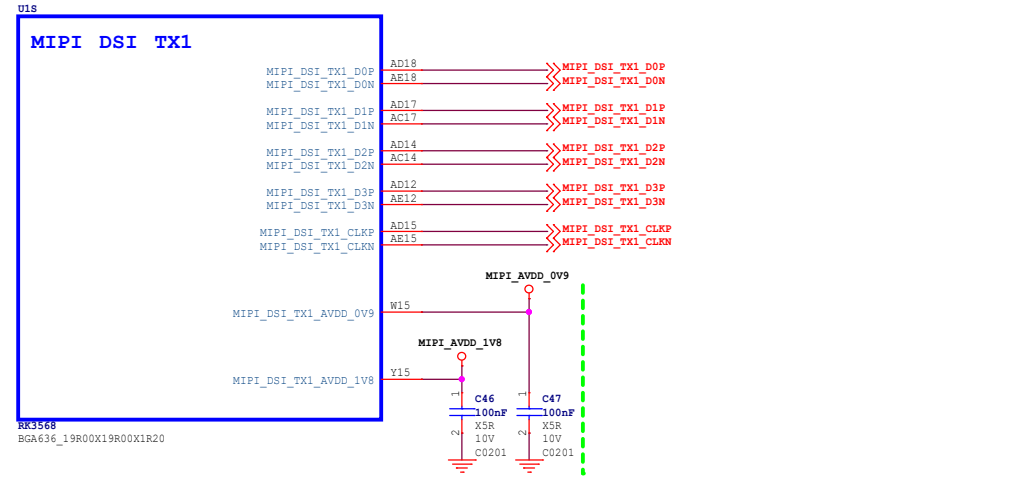 U1S
MIPI DSI TX1
MIPI_DSI_TX1_D0P AD18 MIPI_DSI_TX1_D0P
MIPI_DSI_TX1_D0N AE18 MIPI_DSI_TX1_D0N
MIPI_DSI_TX1_D1P AD17 MIPI_DSI_TX1_D1P
MIPI_DSI_TX1_D1N AC17 MIPI_DSI_TX1_D1N
MIPI_DSI_TX1_D2P AD14 MIPI_DSI_TX1_D2P
MIPI_DSI_TX1_D2N AC14 MIPI_DSI_TX1_D2N
MIPI_DSI_TX1_D3P AD12 MIPI_DSI_TX1_D3P
MIPI_DSI_TX1_D3N AE12 MIPI_DSI_TX1_D3N
MIPI_DSI_TX1_CLKP AD15 MIPI_DSI_TX1_CLKP
MIPI_DSI_TX1_CLKN AE15 MIPI_DSI_TX1_CLKN
MIPI_AVDD_0V9
MIPI_DSI_TX1_AVDD_0V9 W15
MIPI_AVDD_1V8
MIPI_DSI_TX1_AVDD_1V8 Y15
1 C46 1 C47
100nF 100nF
X5R X5R
2 10V 2 10V
C0201 C0201
RK3568
BGA636_19R00X19R00X1R20